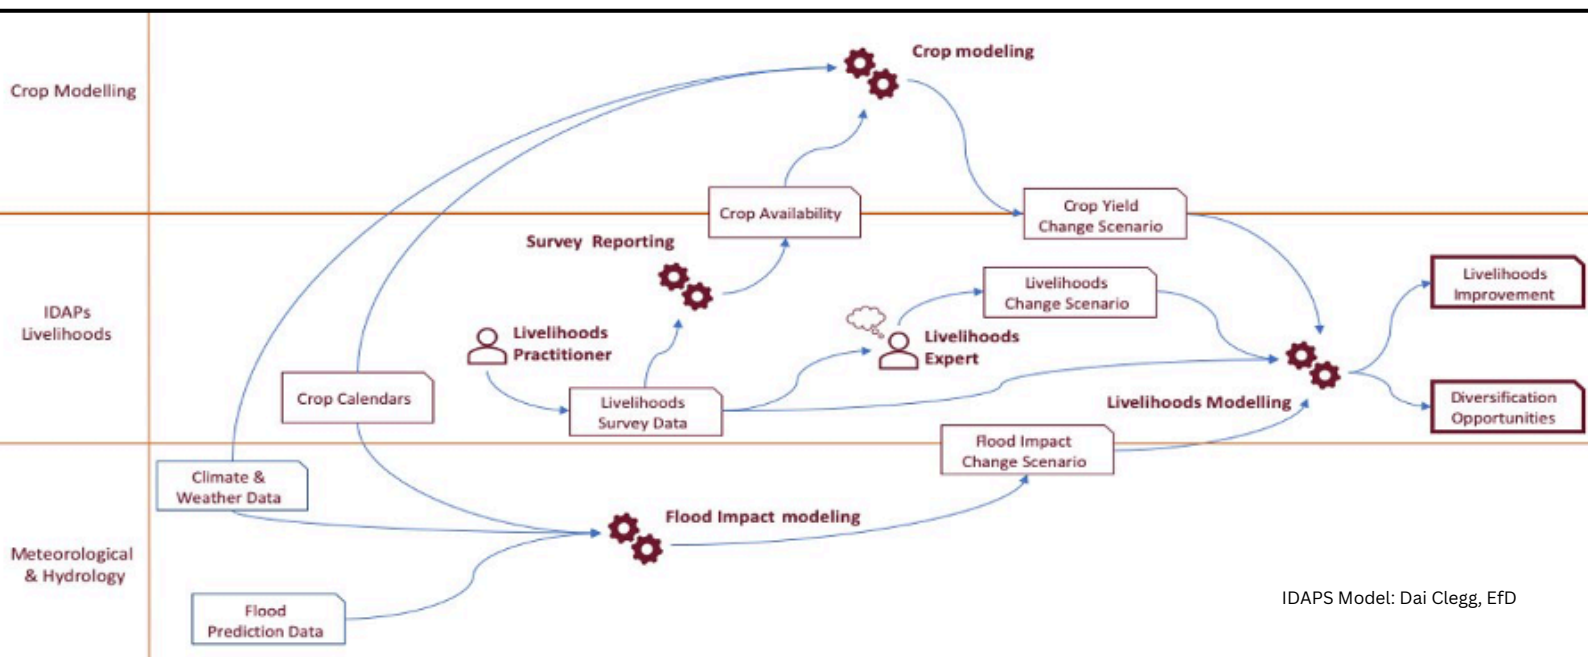 Crop Modelling
Crop modeling
Crop Availability
Crop Yield
Change Scenario
IDAPs
Livelihoods
Survey  Reporting
Livelihoods
Practitioner
Livelihoods
Survey Data
Livelihoods
Expert
Livelihoods
Change Scenario
Livelihoods Modelling
Livelihoods
Improvement
Diversification
Opportunities
Crop Calendars
Flood Impact
Change Scenario
Climate &
Weather Data
Flood Impact modeling
Meteorological
& Hydrology
Flood
Prediction Data
IDAPS Model: Dai Clegg, EfD